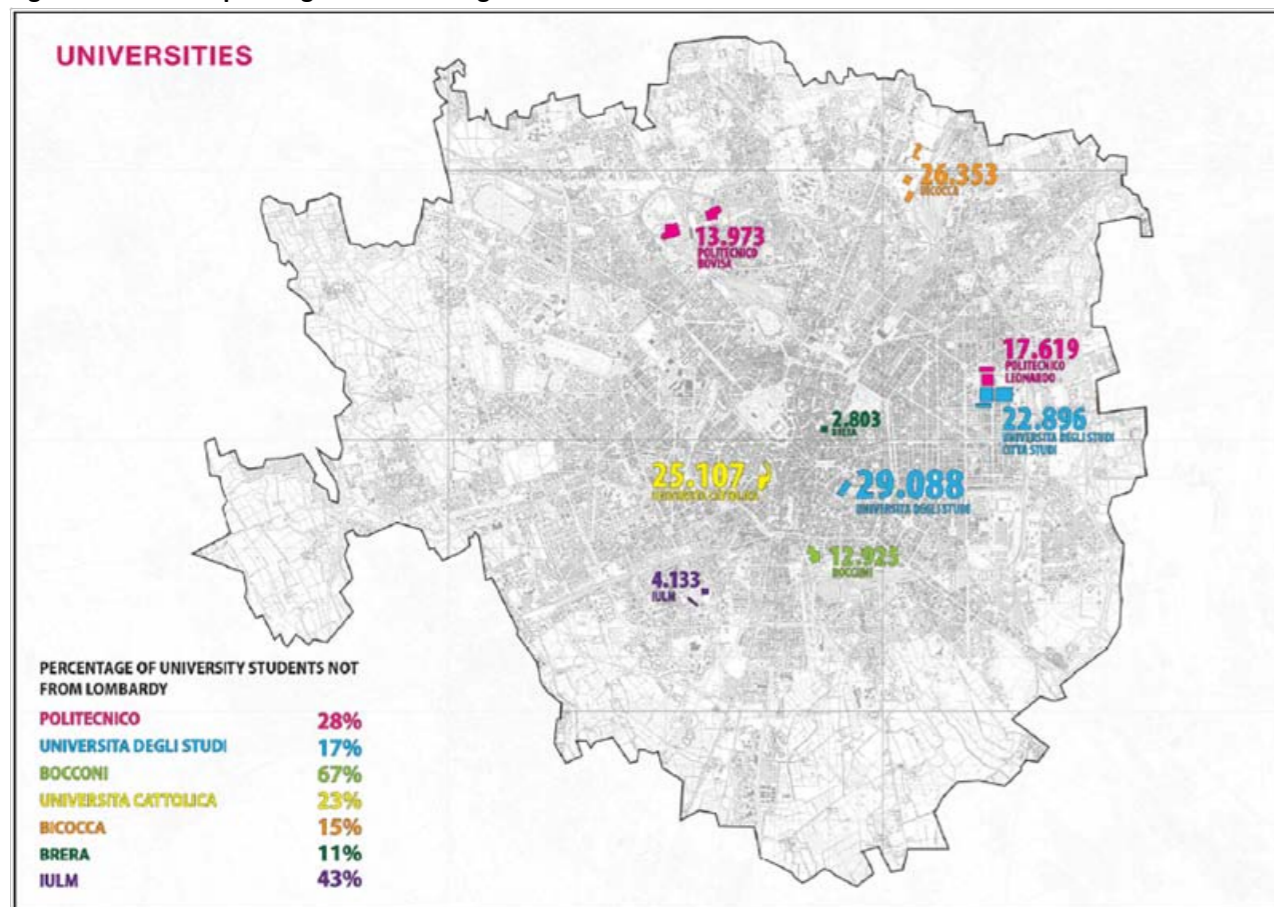 UNIVERSITIES
26.353
BICOCCA
13.973
POLITECNICO
BOVISA
17.619
POLITECNICO
LEONARDO
2.803
22.896
UNIVERSITA DEGLI STUDI
CITTA STUDI
25.107
UNIVERSITA CATTOLICA
29.088
UNIVERSITA DEGLI STUDI
12.925
BOCCONI
4.133
IULM
PERCENTAGE OF UNIVERSITY STUDENTS NOT
FROM LOMBARDY
POLITECNICO 28%
UNIVERSITA DEGLI STUDI 17%
BOCCONI 67%
UNIVERSITA CATTOLICA 23%
BICOCCA 15%
BRERA 11%
IULM 43%